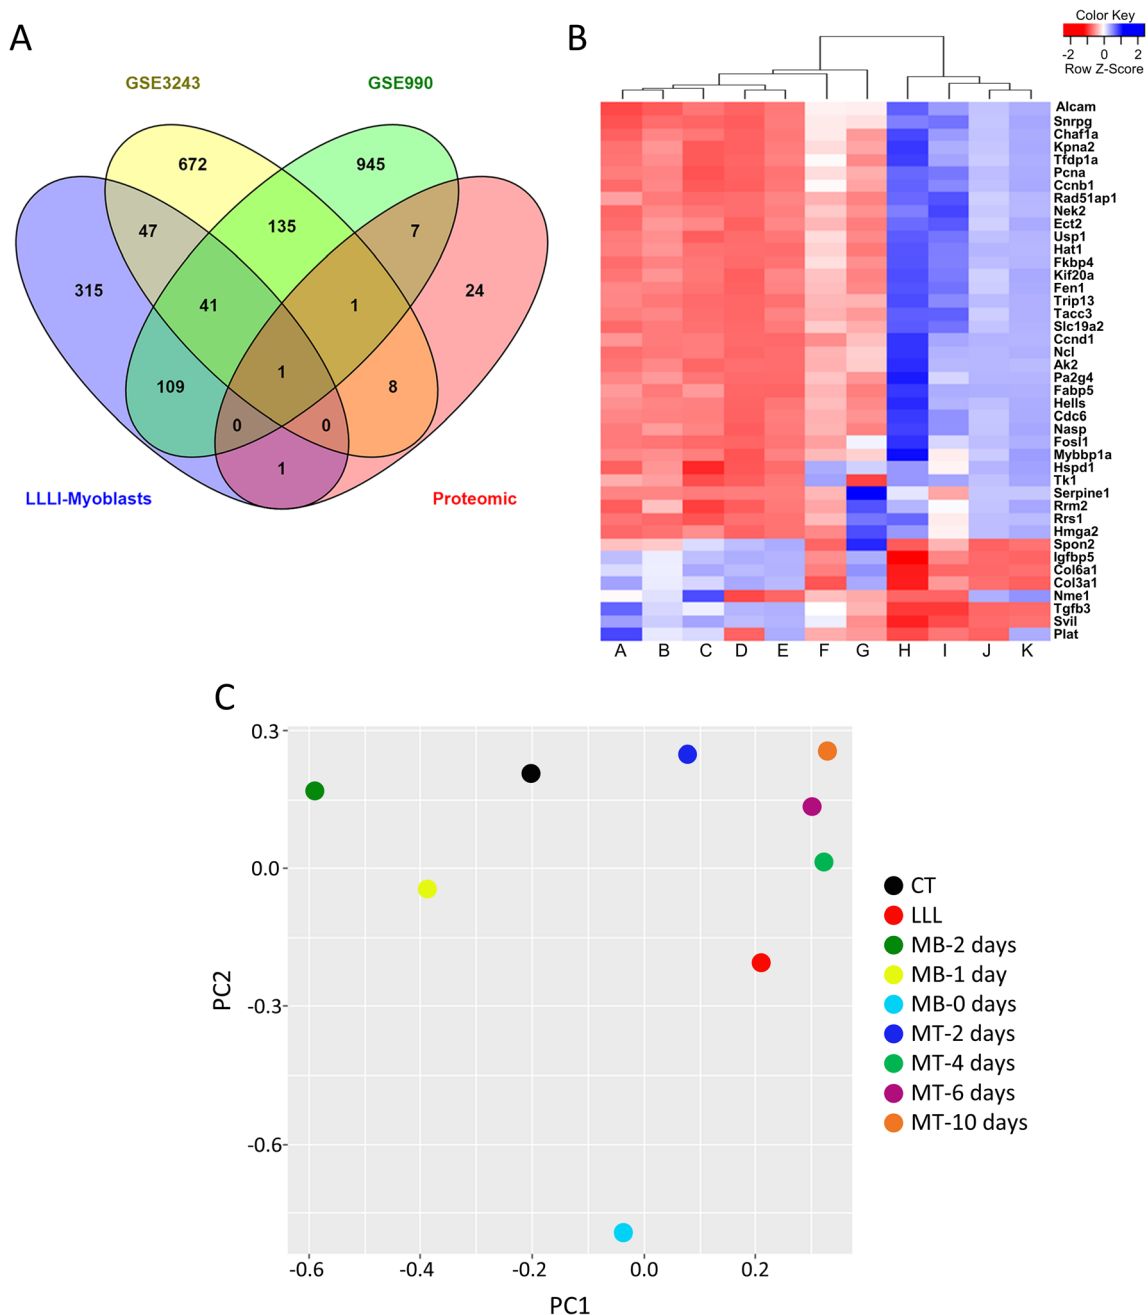 A
GSE3243
GSE990
672
945
47
135
7
315
41
1
24
109
1
8
0
0
1
LLLI-Myoblasts
Proteomic
B
Color Key
-2
0
2
Row Z-Score
Alcam
Snrpg
Chaf1a
Kpna2
Tfdp1a
Pcna
Ccnb1
Rad51ap1
Nek2
Ect2
Usp1
Hat1
Fkbp4
Kif20a
Fen1
Trip13
Tacc3
Slc19a2
Ccnd1
Ncl
Ak2
Pa2g4
Fabp5
Hells
Cdc6
Nasp
Fosl1
Mybbp1a
Hspd1
Tk1
Serpine1
Rrm2
Rrs1
Hmga2
Spon2
Igfbp5
Col6a1
Col3a1
Nme1
Tgfb3
Svil
Plat
A B C D E F G H I J K
C
0.3
0.0
-0.3
-0.6
PC2
-0.6 -0.4 -0.2 0.0 0.2
PC1
CT
LLL
MB-2 days
MB-1 day
MB-0 days
MT-2 days
MT-4 days
MT-6 days
MT-10 days